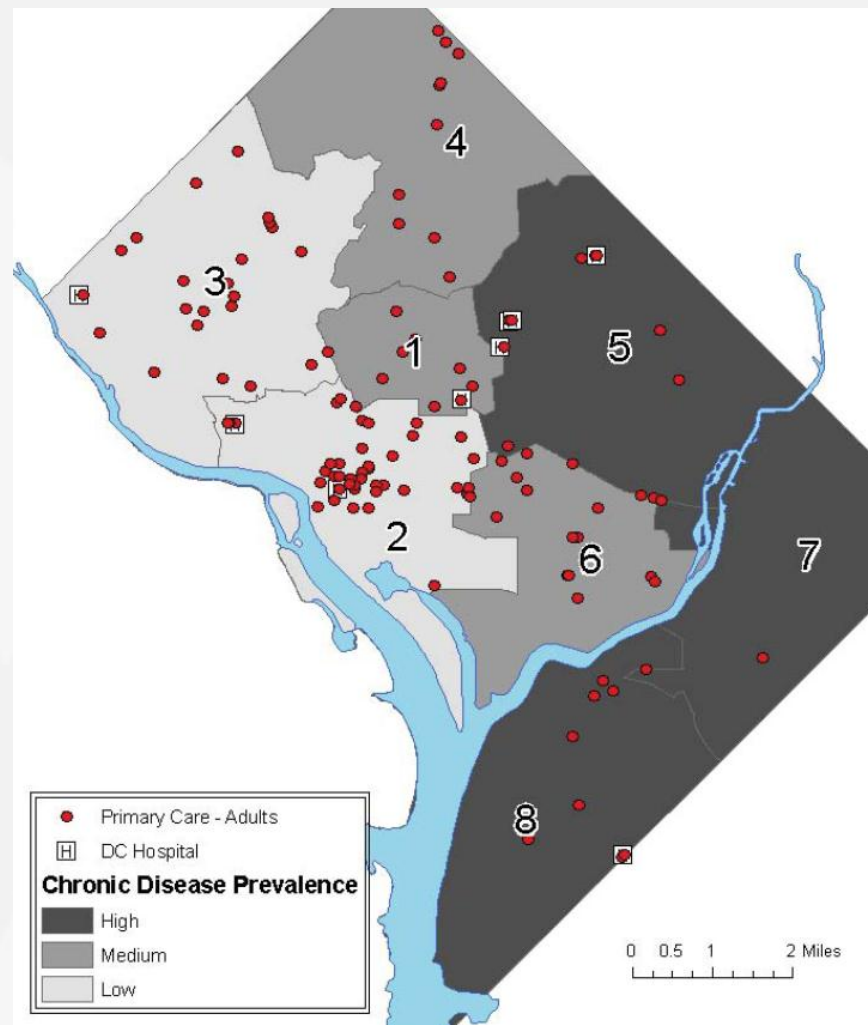 4
3
1
5
2
6
7
8
H
H
H
H
H
H
H
H
Primary Care - Adults
H DC Hospital
Chronic Disease Prevalence
High
Medium
Low
0 0.5 1 2 Miles